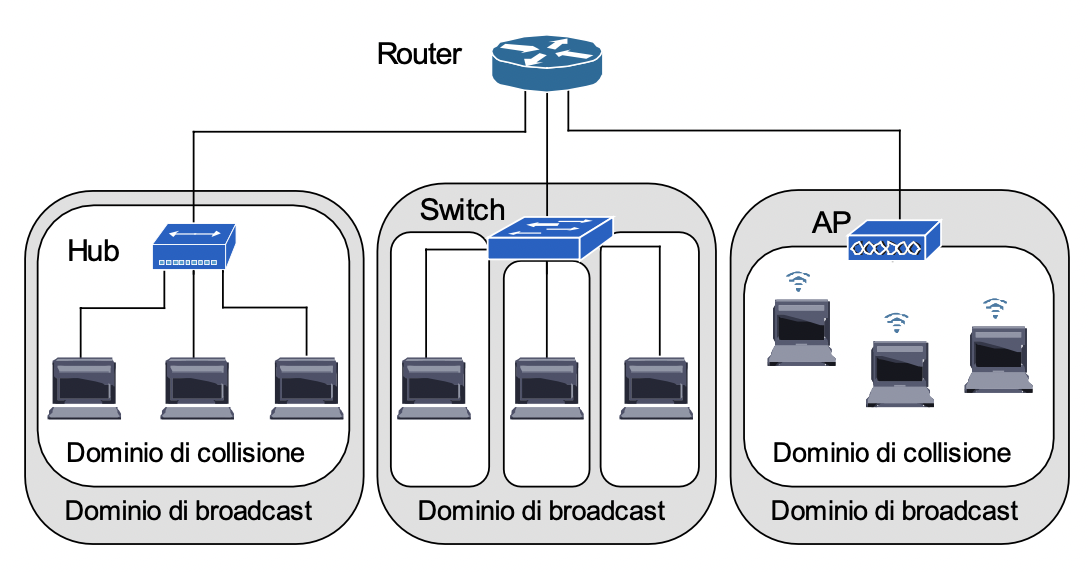 Router
Hub
Switch
AP
Dominio di collisione
Dominio di collisione
Dominio di broadcast
Dominio di broadcast
Dominio di broadcast